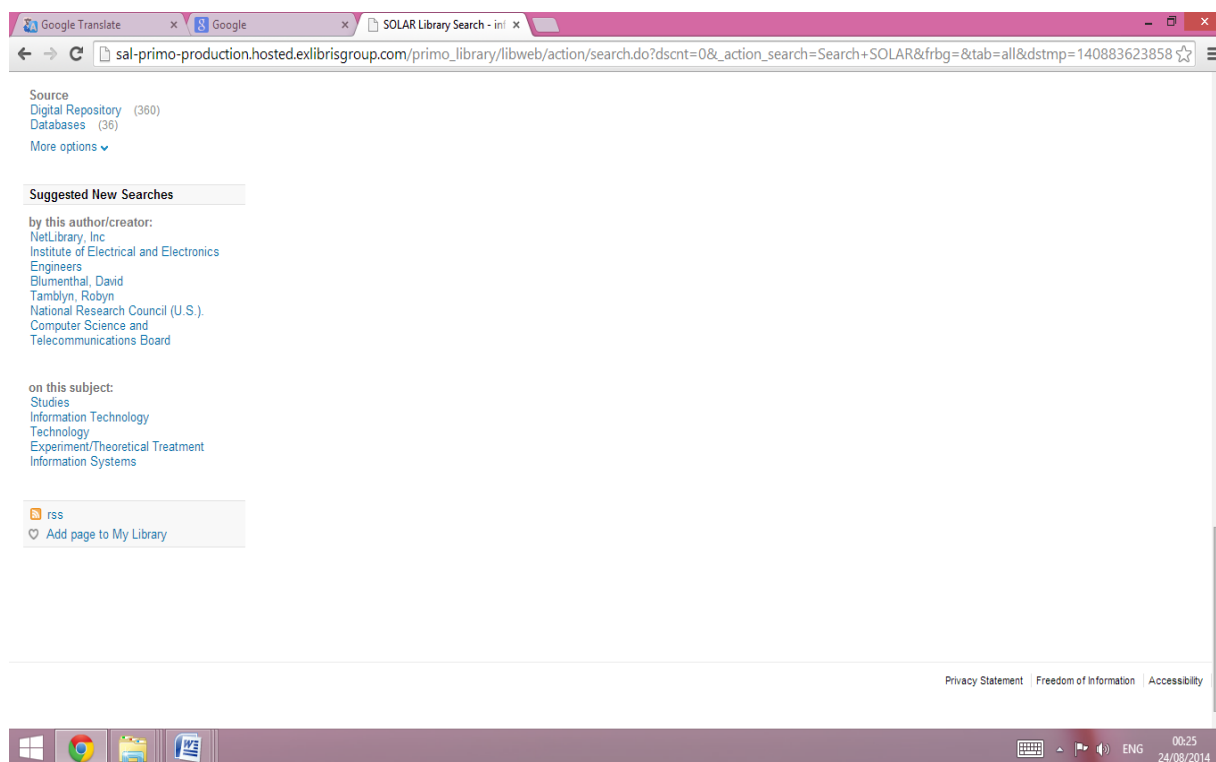 Google Translate
Google
SOLAR Library Search - inf
sal-primo-production.hosted.exlibrisgroup.com/primo_library/libweb/action/search.do?dscnt=0&_action_search=Search+SOLAR&frbg=&tab=all&dstmp=140883623858
Source
Digital Repository (360)
Databases (36)
More options
Suggested New Searches
by this author/creator:
NetLibrary, Inc
Institute of Electrical and Electronics
Engineers
Blumenthal, David
Tamblyn, Robyn
National Research Council (U.S.).
Computer Science and
Telecommunications Board
on this subject:
Studies
Information Technology
Technology
Experiment/Theoretical Treatment
Information Systems
rss
Add page to My Library
Privacy Statement Freedom of Information Accessibility
ENG 00:25
24/08/2014